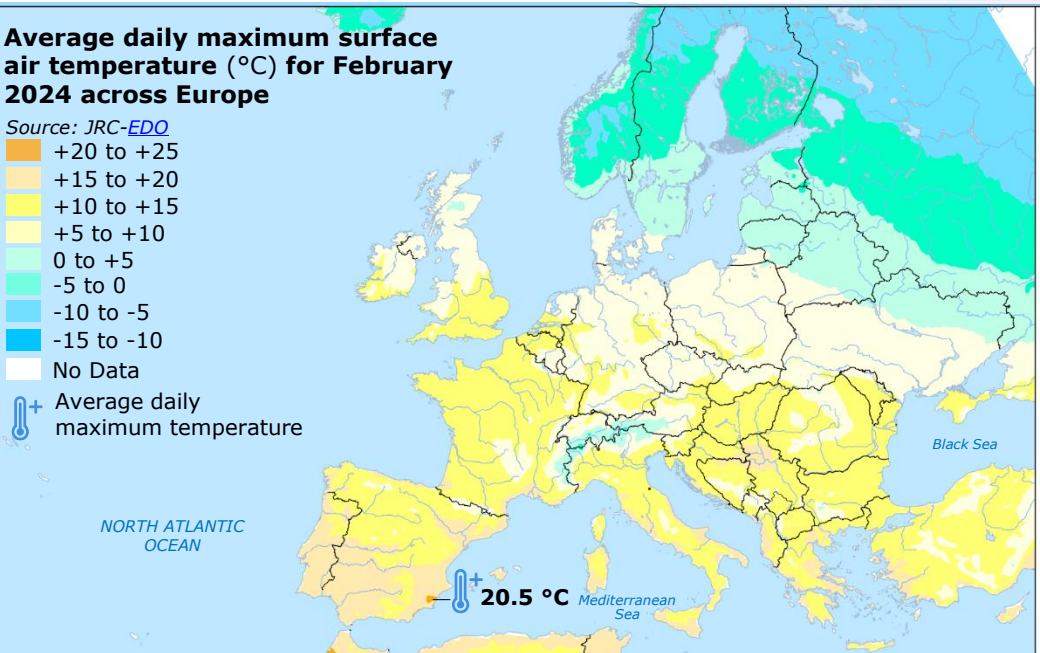 Average daily maximum surface
air temperature (°C) for February
2024 across Europe
Source: JRC-EDO
+20 to +25
+15 to +20
+10 to +15
+5 to +10
0 to +5
-5 to 0
-10 to -5
-15 to -10
No Data
+ Average daily
maximum temperature
Black Sea
NORTH ATLANTIC
OCEAN
+
20.5 °C
Mediterranean
Sea